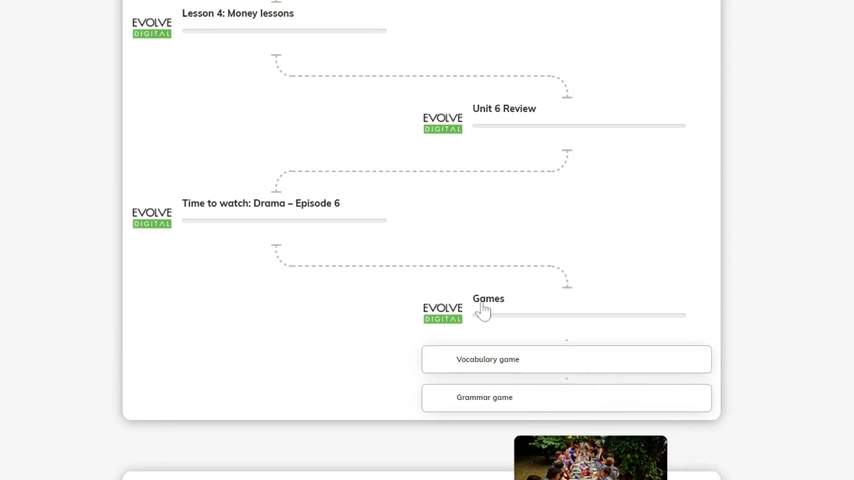 Lesson 4: Money lessons
EVOLVE
DIGITAL
Unit 6 Review
EVOLVE
DIGITAL
Time to watch: Drama – Episode 6
EVOLVE
DIGITAL
Games
EVOLVE
DIGITAL
Vocabulary game
Grammar game